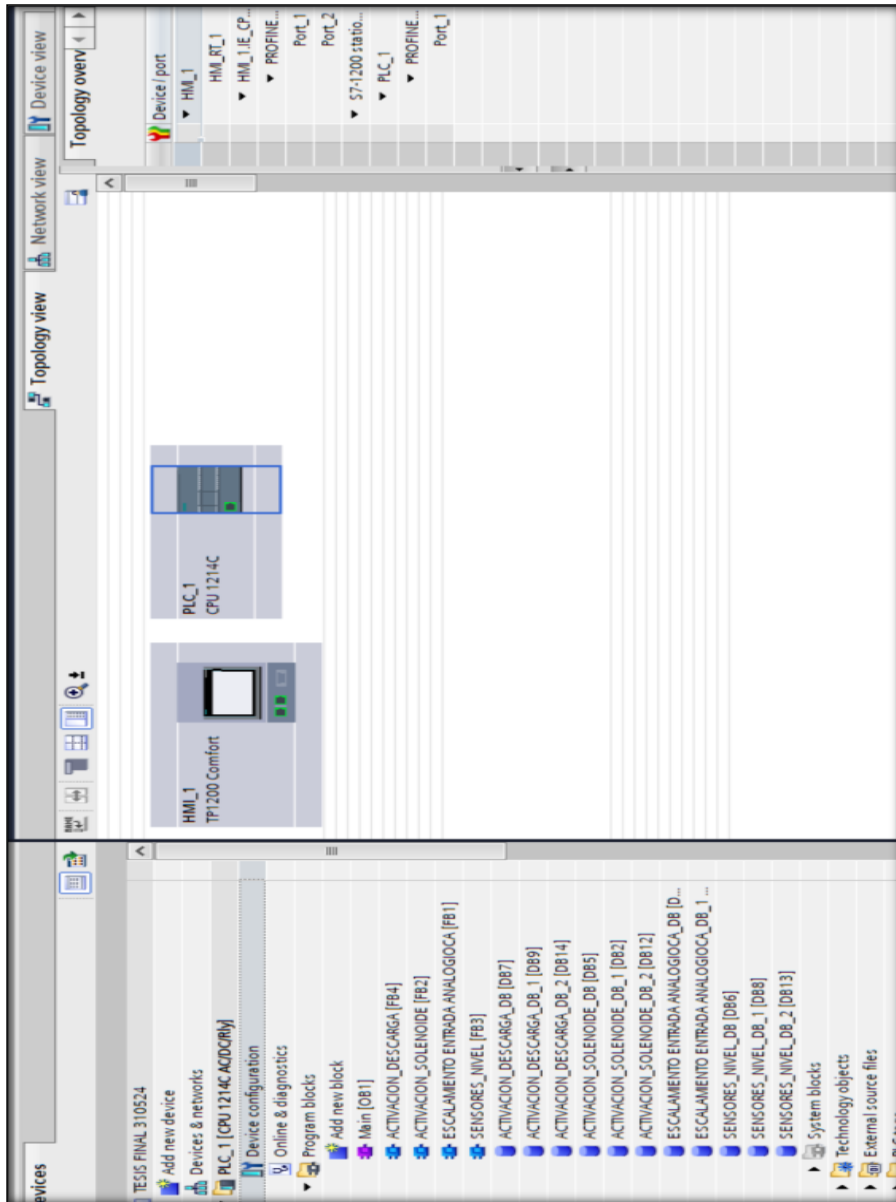 Devices
TESIS FINAL 310524
Add new device
Devices & networks
PLC_1 [CPU 1214C AC/DC/Rly]
Device configuration
Online & diagnostics
Program blocks
Add new block
Main [OB1]
ACTIVACION_DESCARGA [FB4]
ACTIVACION_SOLENOIDE [FB2]
ESCALAMIENTO ENTRADA ANALOGIOCA [FB1]
SENSORES_NIVEL [FB3]
ACTIVACION_DESCARGA_DB [DB7]
ACTIVACION_DESCARGA_DB_1 [DB9]
ACTIVACION_DESCARGA_DB_2 [DB14]
ACTIVACION_SOLENOIDE_DB [DB5]
ACTIVACION_SOLENOIDE_DB_1 [DB2]
ACTIVACION_SOLENOIDE_DB_2 [DB12]
ESCALAMIENTO ENTRADA ANALOGIOCA_DB [D...
ESCALAMIENTO ENTRADA ANALOGIOCA_DB_1 ...
SENSORES_NIVEL_DB [DB6]
SENSORES_NIVEL_DB_1 [DB8]
SENSORES_NIVEL_DB_2 [DB13]
System blocks
Technology objects
External source files
Topology view
Network view
Device view
HMI_1
TP1200 Comfort
PLC_1
CPU 1214C
Topology overv
Device / port
HMI_1
HMI_RT_1
HMI_1.IE_CP...
PROFINE...
Port_1
Port_2
S7-1200 statio...
PLC_1
PROFINE...
Port_1